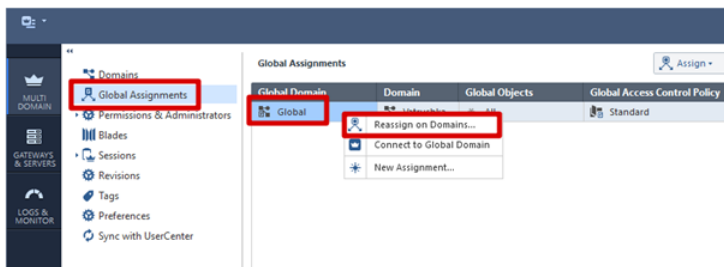 MULTI
DOMAIN
GATEWAYS
& SERVERS
LOGS &
MONITOR
Domains
Global Assignments
Permissions & Administrators
Blades
Sessions
Revisions
Tags
Preferences
Sync with UserCenter
Global Assignments
Assign
Global Domain Domain Global Objects Global Access Control Policy
Global All Standard
Reassign on Domains...
Connect to Global Domain
New Assignment...